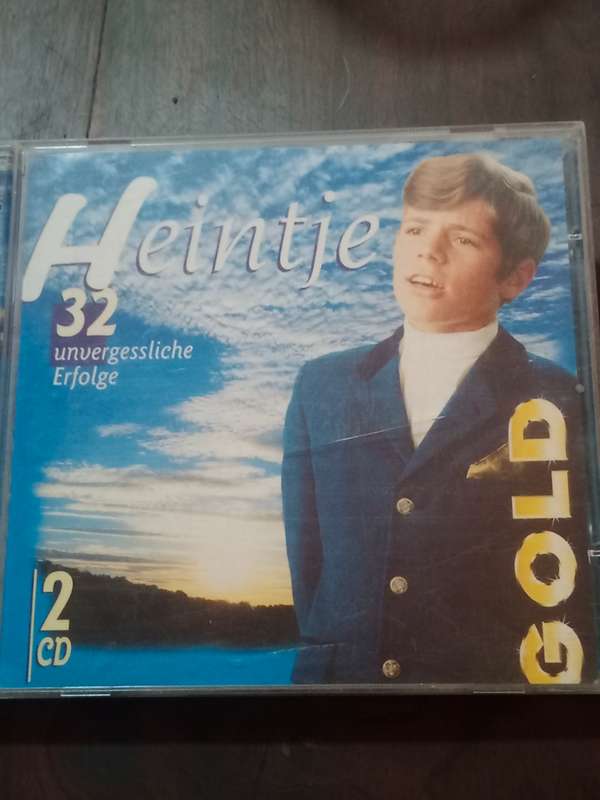 Heintje
32
unvergessliche
Erfolge
GOLD
2
CD